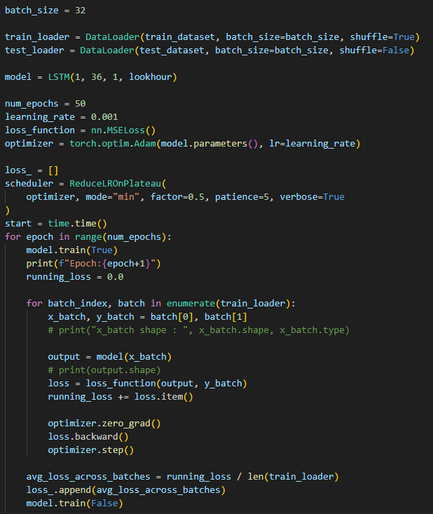 batch_size = 32

train_loader = DataLoader(train_dataset, batch_size=batch_size, shuffle=True)
test_loader = DataLoader(test_dataset, batch_size=batch_size, shuffle=False)

model = LSTM(1, 36, 1, lookhour)

num_epochs = 50
learning_rate = 0.001
loss_function = nn.MSELoss()
optimizer = torch.optim.Adam(model.parameters(), lr=learning_rate)

loss_ = []
scheduler = ReduceLROnPlateau(
    optimizer, mode="min", factor=0.5, patience=5, verbose=True
)
start = time.time()
for epoch in range(num_epochs):
    model.train(True)
    print(f"Epoch:{epoch+1}")
    running_loss = 0.0

    for batch_index, batch in enumerate(train_loader):
        x_batch, y_batch = batch[0], batch[1]
        # print("x_batch shape : ", x_batch.shape, x_batch.type)

        output = model(x_batch)
        # print(output.shape)
        loss = loss_function(output, y_batch)
        running_loss += loss.item()

        optimizer.zero_grad()
        loss.backward()
        optimizer.step()

    avg_loss_across_batches = running_loss / len(train_loader)
    loss_.append(avg_loss_across_batches)
    model.train(False)